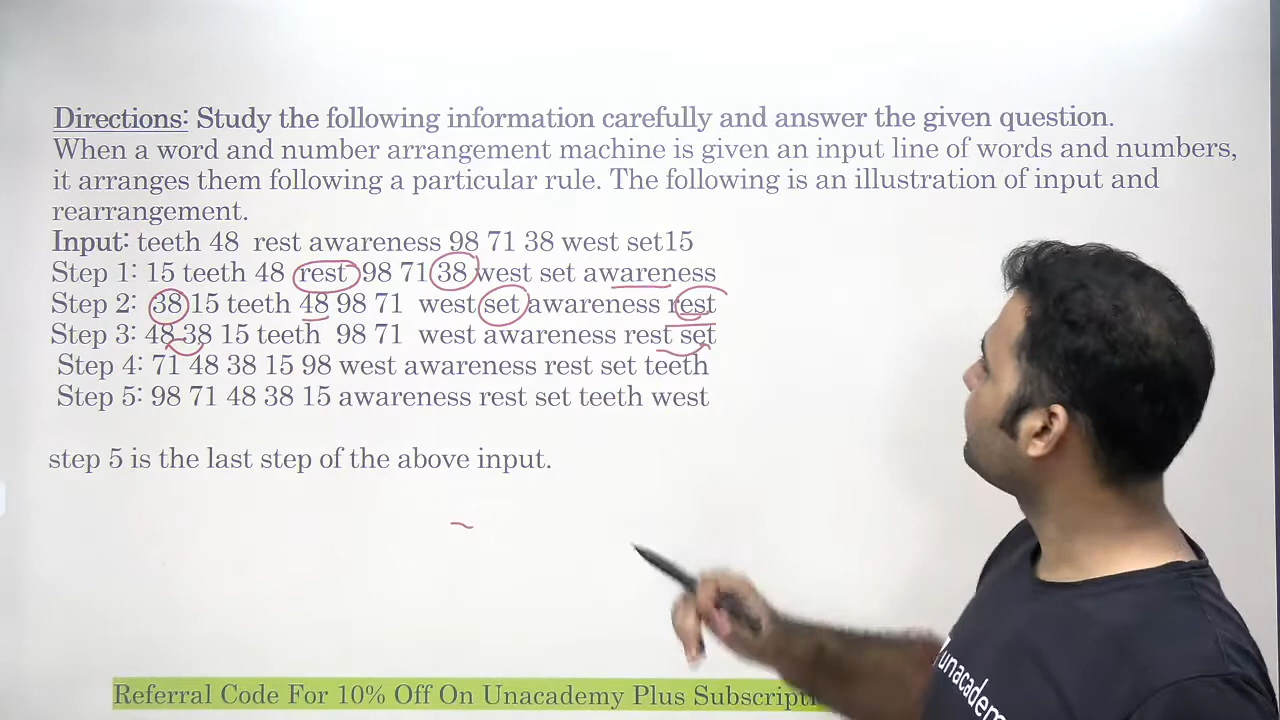 Directions: Study the following information carefully and answer the given question.
When a word and number arrangement machine is given an input line of words and numbers,
it arranges them following a particular rule. The following is an illustration of input and
rearrangement.
Input: teeth 48 rest awareness 98 71 38 west set15
Step 1: 15 teeth 48 rest 98 71 38 west set awareness
Step 2: 38 15 teeth 48 98 71 west set awareness rest
Step 3: 48 38 15 teeth 98 71 west awareness rest set
Step 4: 71 48 38 15 98 west awareness rest set teeth
Step 5: 98 71 48 38 15 awareness rest set teeth west
step 5 is the last step of the above input.
Referral Code For 10% Off On Unacademy Plus
unacademy